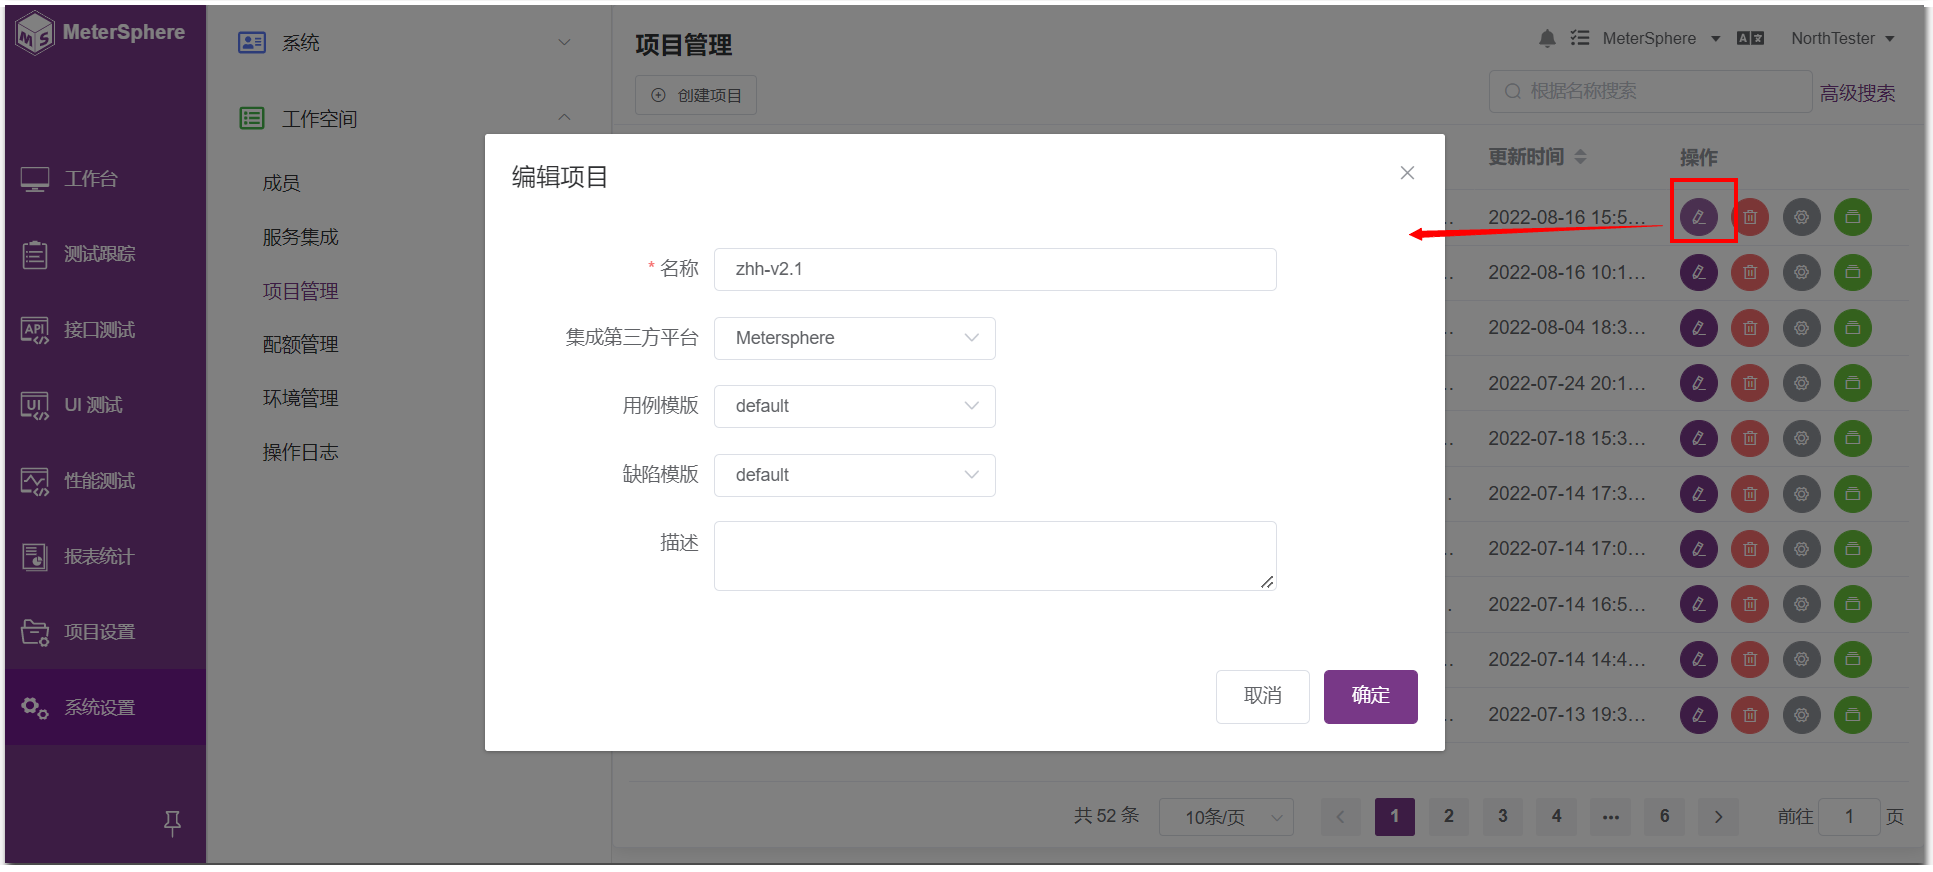 MeterSphere
工作台
测试跟踪
接口测试
UI 测试
性能测试
报表统计
项目设置
系统设置
系统
工作空间
成员
服务集成
项目管理
配额管理
环境管理
操作日志
项目管理
MeterSphere
NorthTester
创建项目
根据名称搜索
高级搜索
更新时间
操作
2022-08-16 15:5...
2022-08-16 10:1...
2022-08-04 18:3...
2022-07-24 20:1...
2022-07-18 15:3...
2022-07-14 17:3...
2022-07-14 17:0...
2022-07-14 16:5...
2022-07-14 14:4...
2022-07-13 19:3...
编辑项目
* 名称 zhh-v2.1
集成第三方平台 Metersphere
用例模版 default
缺陷模版 default
描述
取消 确定
共 52 条 10条/页 1 2 3 4 ••• 6 前往 1 页